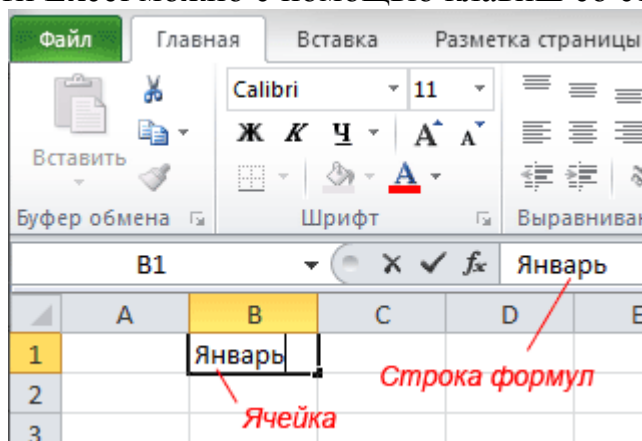 Файл Главная Вставка Разметка страницы
Calibri 11
Вставить Ж К Ч А А
А
Буфер обмена Шрифт
B1 fx Январь
A B C D E
1 Январь
2 Строка формул
Ячейка
3